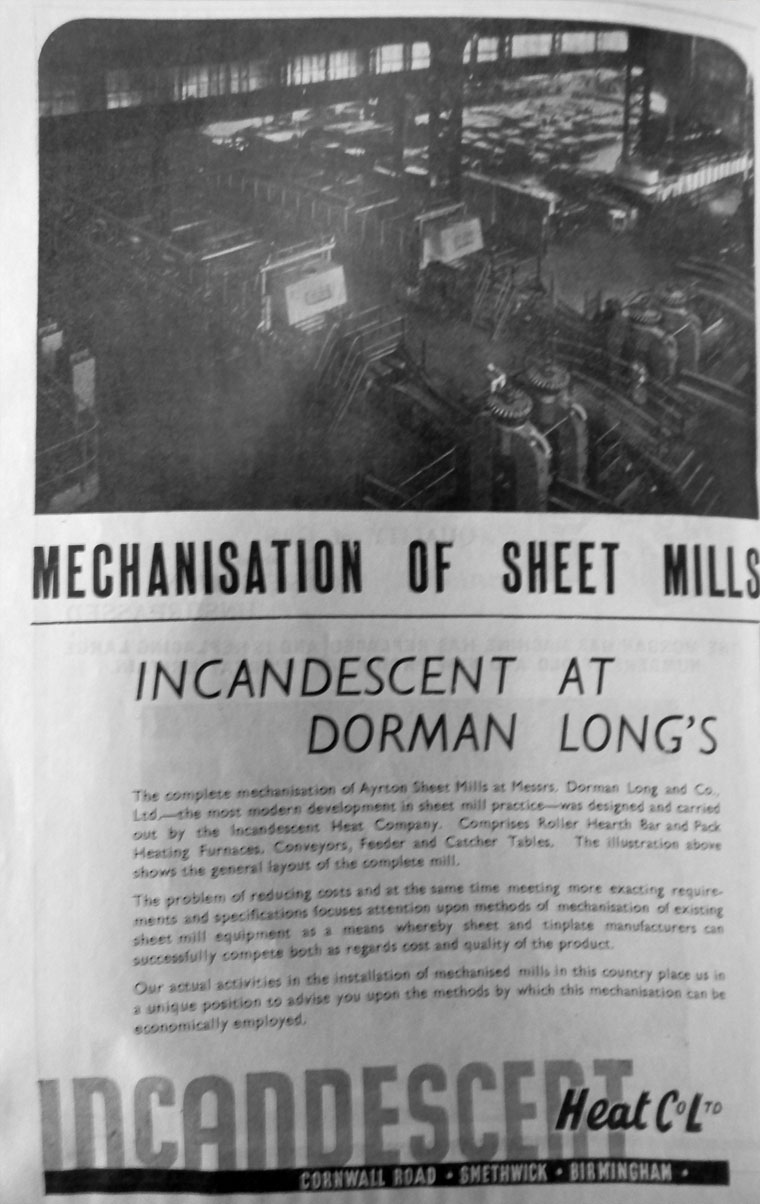 MECHANISATION OF SHEET MILLS
INCANDESCENT AT
DORMAN LONG'S
The complete mechanisation of Ayrton Sheet Mills at Messrs. Dorman Long and Co.,
Ltd.,—the most modern development in sheet mill practice—was designed and carried
out by the Incandescent Heat Company. Comprises Roller Hearth Bar and Pack
Heating Furnaces, Conveyors, Feeder and Catcher Tables. The illustration above
shows the general layout of the complete mill.
The problem of reducing costs and at the same time meeting more exacting require-
ments and specifications focuses attention upon methods of mechanisation of existing
sheet mill equipment as a means whereby sheet and tinplate manufacturers can
successfully compete both as regards cost and quality of the product.
Our actual activities in the installation of mechanised mills in this country place us in
a unique position to advise you upon the methods by which this mechanisation can be
economically employed.
INCANDESCENT
Heat Co LTD
CORNWALL ROAD • SMETHWICK • BIRMINGHAM •